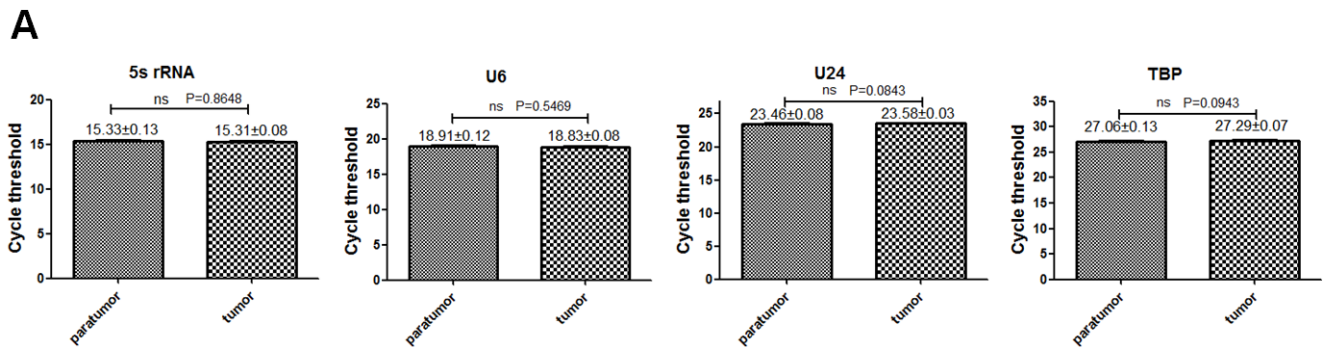 A
5s rRNA
ns P=0.8648
15.33±0.13 15.31±0.08
Cycle threshold
20
15
10
5
0
paratumor
tumor
U6
ns P=0.5469
18.91±0.12 18.83±0.08
Cycle threshold
25
20
15
10
5
0
paratumor
tumor
U24
ns P=0.0843
23.46±0.08 23.58±0.03
Cycle threshold
25
20
15
10
5
0
paratumor
tumor
TBP
ns P=0.0943
27.06±0.13 27.29±0.07
Cycle threshold
35
30
25
20
15
10
5
0
paratumor
tumor